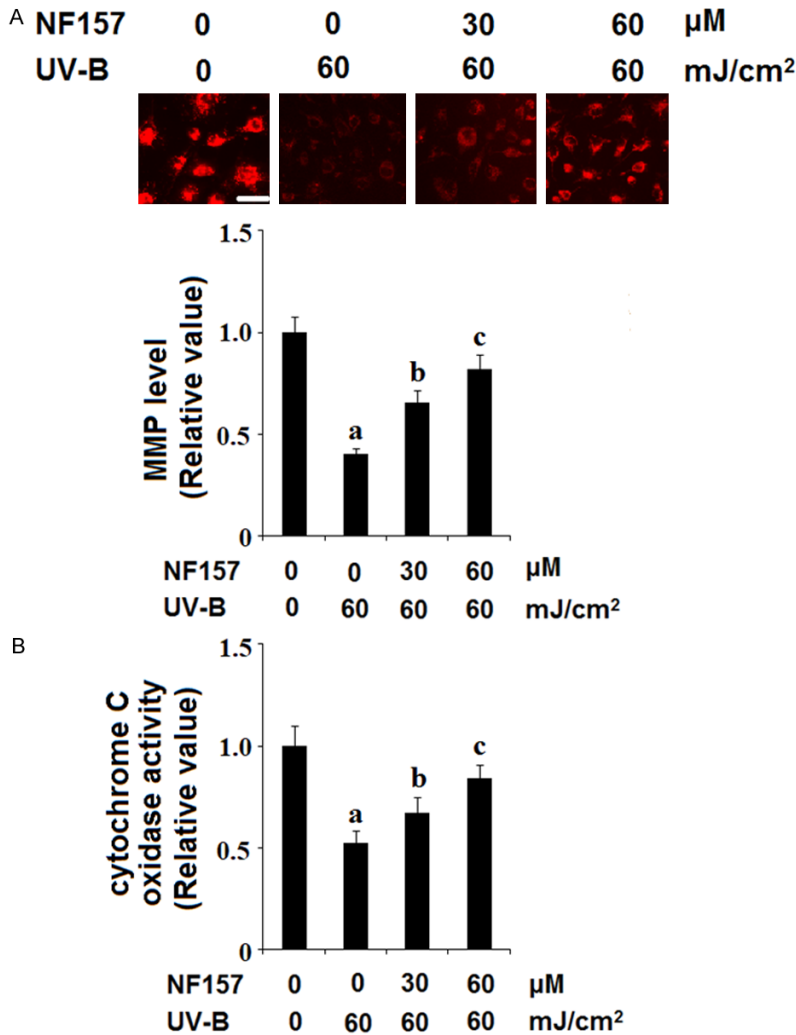 A
NF157 0 0 30 60 μM
UV-B 0 60 60 60 mJ/cm²
1.5
1.0
0.5
0
MMP level
(Relative value)
a
b
c
NF157 0 0 30 60 μM
UV-B 0 60 60 60 mJ/cm²
B
1.5
1.0
0.5
0
cytochrome C
oxidase activity
(Relative value)
a
b
c
NF157 0 0 30 60 μM
UV-B 0 60 60 60 mJ/cm²